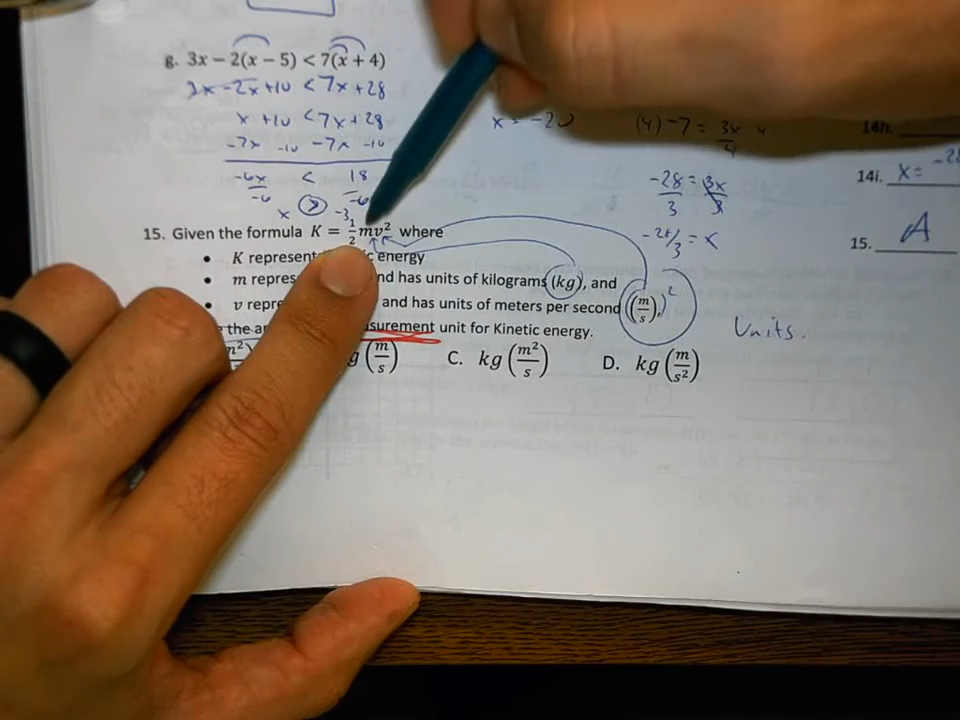 g. 3x − 2(x − 5) < 7(x + 4)
3x -2x +10 < 7x +28
x +10 < 7x +28
-7x -10 -7x -10
-6x < 18
-6 -6
x > -3
x = -20
(4) -7 = 3x 4
4
-28 = 3x
3 3
-28/3 = x
14h.
14i. x = -28
15. A
15. Given the formula K = ½mv² where
• K represent energy
• m repres nd has units of kilograms (kg), and
• v repre and has units of meters per second (m/s), )²
the an surement unit for Kinetic energy.
g (m/s) C. kg (m²/s) D. kg (m/s²)
Units.